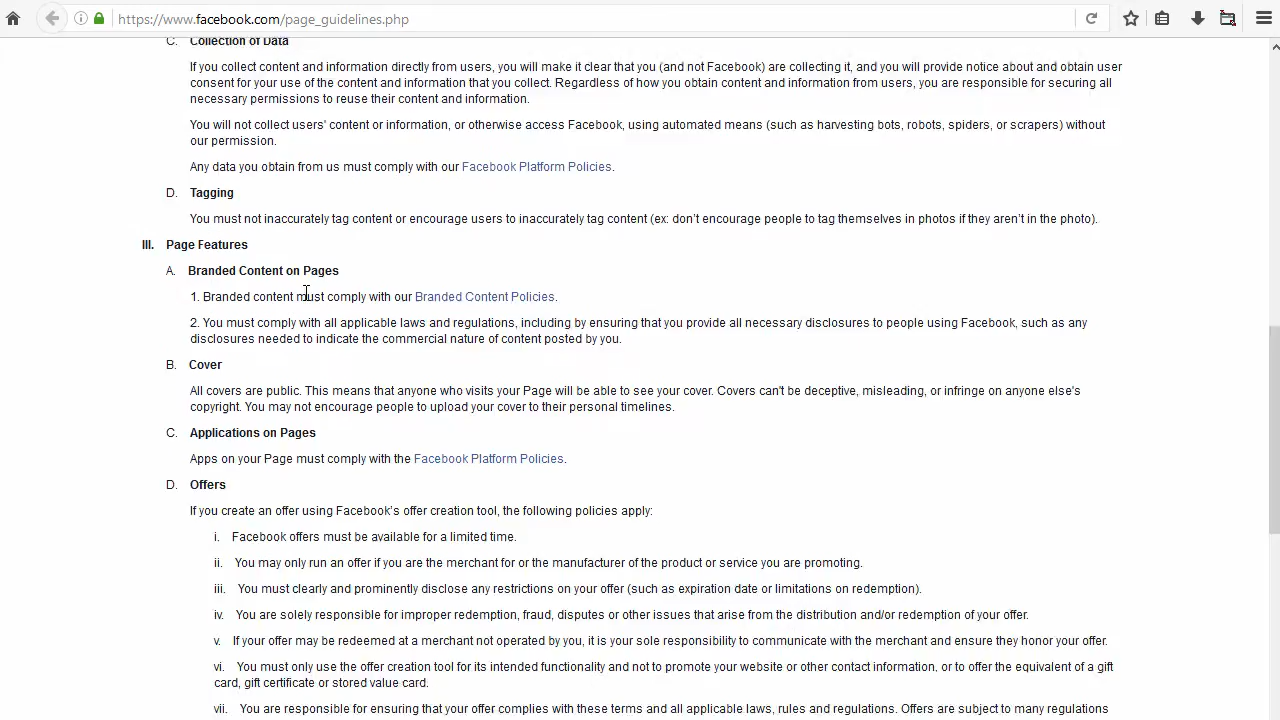 https://www.facebook.com/page_guidelines.php
C. Collection of Data
If you collect content and information directly from users, you will make it clear that you (and not Facebook) are collecting it, and you will provide notice about and obtain user
consent for your use of the content and information that you collect. Regardless of how you obtain content and information from users, you are responsible for securing all
necessary permissions to reuse their content and information.
You will not collect users' content or information, or otherwise access Facebook, using automated means (such as harvesting bots, robots, spiders, or scrapers) without
our permission.
Any data you obtain from us must comply with our Facebook Platform Policies.
D. Tagging
You must not inaccurately tag content or encourage users to inaccurately tag content (ex: don’t encourage people to tag themselves in photos if they aren’t in the photo).
III. Page Features
A. Branded Content on Pages
1. Branded content must comply with our Branded Content Policies.
2. You must comply with all applicable laws and regulations, including by ensuring that you provide all necessary disclosures to people using Facebook, such as any
disclosures needed to indicate the commercial nature of content posted by you.
B. Cover
All covers are public. This means that anyone who visits your Page will be able to see your cover. Covers can't be deceptive, misleading, or infringe on anyone else's
copyright. You may not encourage people to upload your cover to their personal timelines.
C. Applications on Pages
Apps on your Page must comply with the Facebook Platform Policies.
D. Offers
If you create an offer using Facebook’s offer creation tool, the following policies apply:
i. Facebook offers must be available for a limited time.
ii. You may only run an offer if you are the merchant for or the manufacturer of the product or service you are promoting.
iii. You must clearly and prominently disclose any restrictions on your offer (such as expiration date or limitations on redemption).
iv. You are solely responsible for improper redemption, fraud, disputes or other issues that arise from the distribution and/or redemption of your offer.
v. If your offer may be redeemed at a merchant not operated by you, it is your sole responsibility to communicate with the merchant and ensure they honor your offer.
vi. You must only use the offer creation tool for its intended functionality and not to promote your website or other contact information, or to offer the equivalent of a gift
card, gift certificate or stored value card.
vii. You are responsible for ensuring that your offer complies with these terms and all applicable laws, rules and regulations. Offers are subject to many regulations